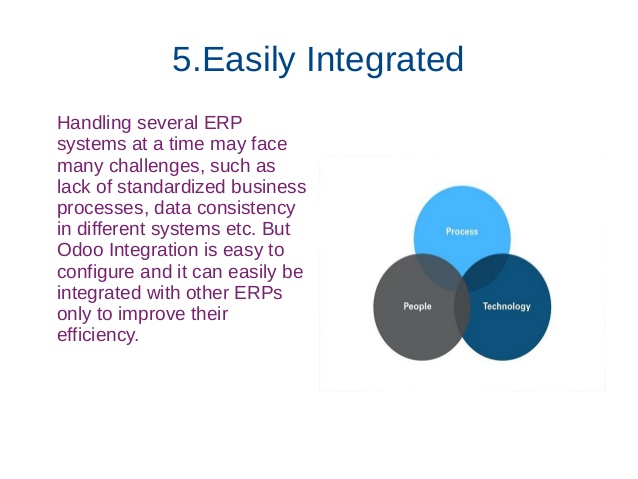 5.Easily Integrated
Handling several ERP
systems at a time may face
many challenges, such as
lack of standardized business
processes, data consistency
in different systems etc. But
Odoo Integration is easy to
configure and it can easily be
integrated with other ERPs
only to improve their
efficiency.
Process
People
Technology